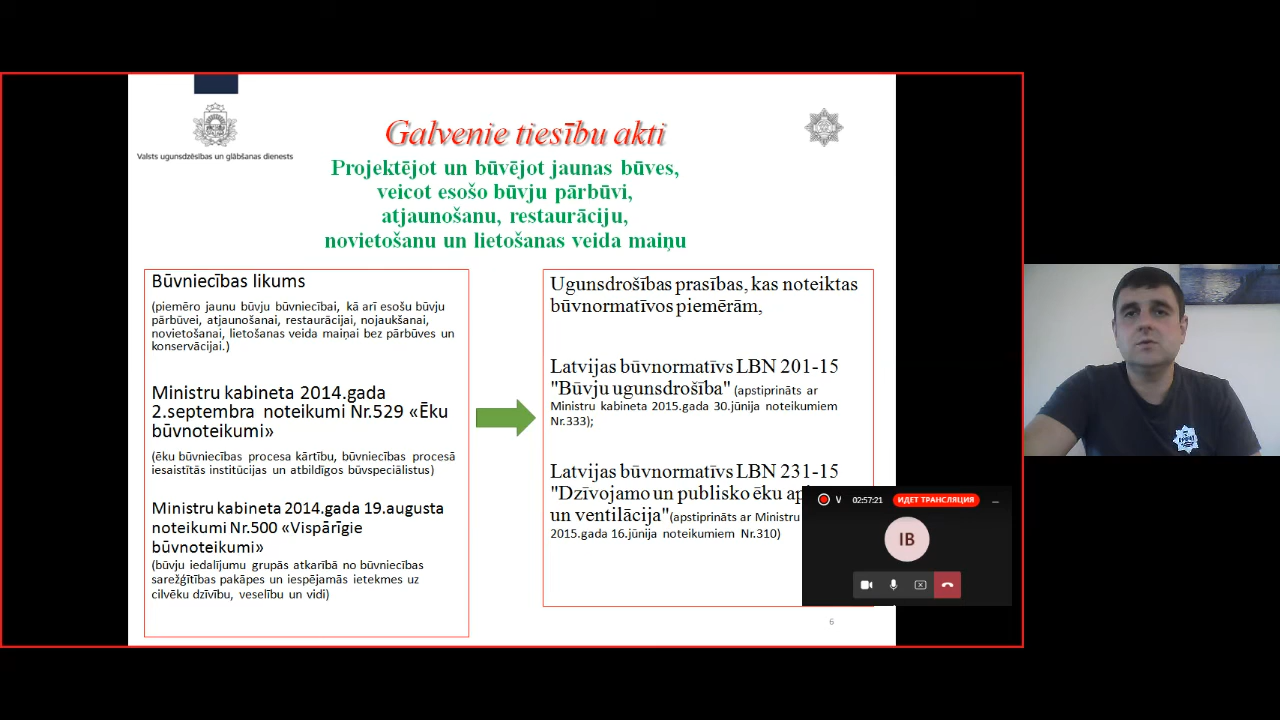 Valsts ugunsdzēsības un glābšanas dienests
Galvenie tiesību akti
Projektējot un būvējot jaunas būves,
veicot esošo būvju pārbūvi,
atjaunošanu, restaurāciju,
novietošanu un lietošanas veida maiņu
Būvniecības likums
(piemēro jaunu būvju būvniecībai, kā arī esošu būvju
pārbūvei, atjaunošanai, restaurācijai, nojaukšanai,
novietošanai, lietošanas veida maiņai bez pārbūves un
konservācijai.)
Ministru kabineta 2014.gada
2.septembra noteikumi Nr.529 «Ēku
būvnoteikumi»
(ēku būvniecības procesa kārtību, būvniecības procesā
iesaistītās institūcijas un atbildīgos būvspeciālistus)
Ministru kabineta 2014.gada 19.augusta
noteikumi Nr.500 «Vispārīgie
būvnoteikumi»
(būvju iedalījumu grupās atkarībā no būvniecības
sarežģītības pakāpes un iespējamās ietekmes uz
cilvēku dzīvību, veselību un vidi)
Ugunsdrošības prasības, kas noteiktas
būvnormatīvos piemērām,
Latvijas būvnormatīvs LBN 201-15
"Būvju ugunsdrošība" (apstiprināts ar
Ministru kabineta 2015.gada 30.jūnija noteikumiem
Nr.333);
Latvijas būvnormatīvs LBN 231-15
"Dzīvojamo un publisko ēku ap
un ventilācija"(apstiprināts ar Ministru
2015.gada 16.jūnija noteikumiem Nr.310)
V 02:57:21 ИДЕТ ТРАНСЛЯЦИЯ
IB
6